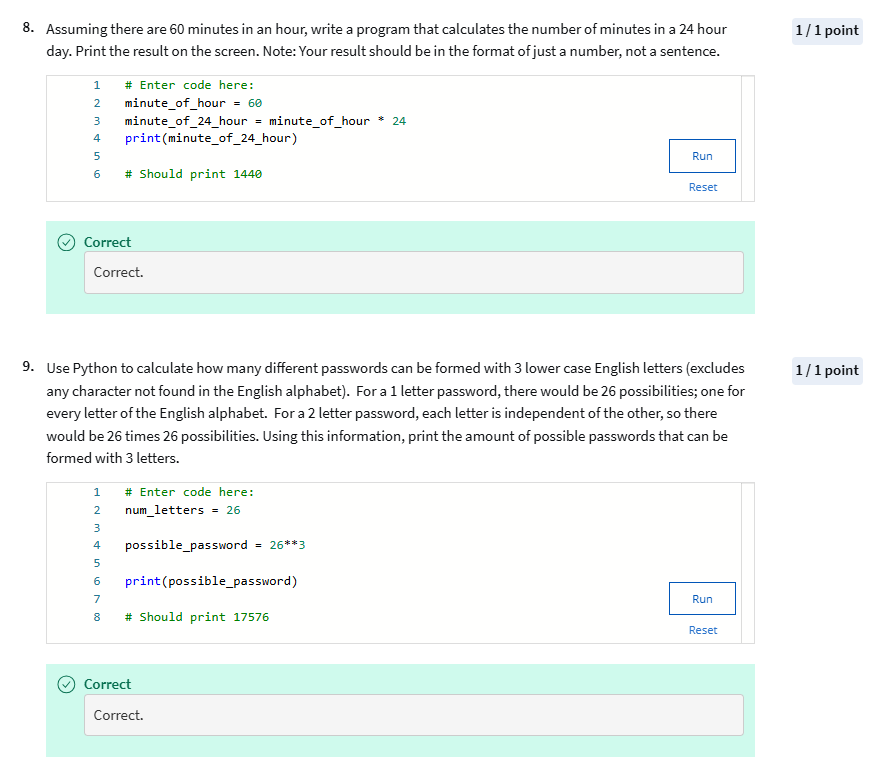 8. Assuming there are 60 minutes in an hour, write a program that calculates the number of minutes in a 24 hour
1 / 1 point
day. Print the result on the screen. Note: Your result should be in the format of just a number, not a sentence.
1 # Enter code here:
2 minute_of_hour = 60
3 minute_of_24_hour = minute_of_hour * 24
4 print(minute_of_24_hour)
5
Run
6 # Should print 1440
Reset
Correct
Correct.
9. Use Python to calculate how many different passwords can be formed with 3 lower case English letters (excludes
1 / 1 point
any character not found in the English alphabet). For a 1 letter password, there would be 26 possibilities; one for
every letter of the English alphabet. For a 2 letter password, each letter is independent of the other, so there
would be 26 times 26 possibilities. Using this information, print the amount of possible passwords that can be
formed with 3 letters.
1 # Enter code here:
2 num_letters = 26
3
4 possible_password = 26**3
5
6 print(possible_password)
7
Run
8 # Should print 17576
Reset
Correct
Correct.